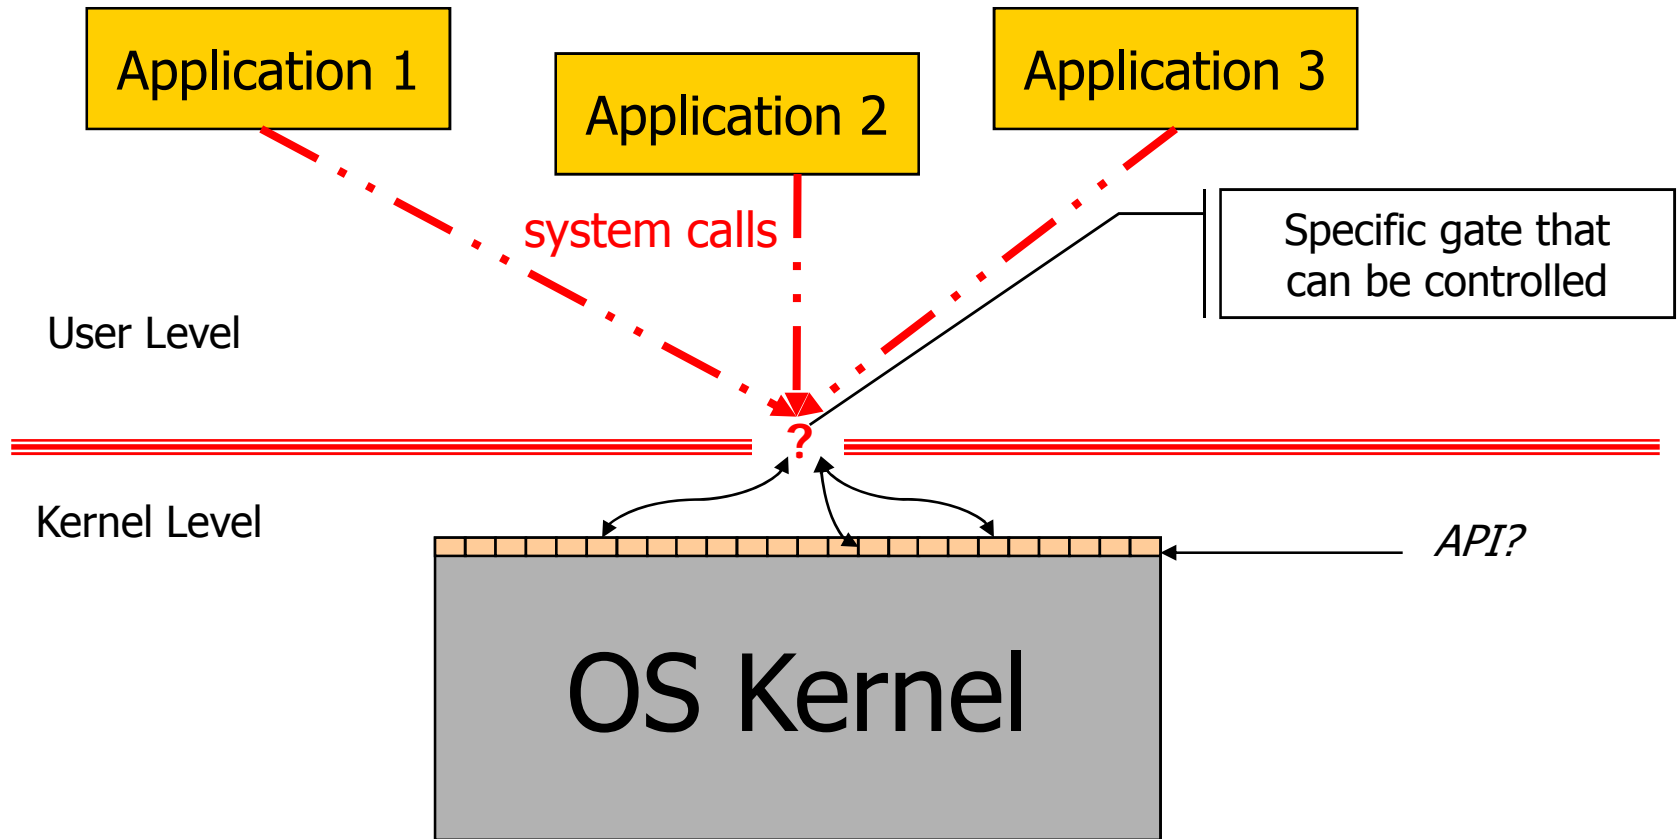 Application 1
Application 2
Application 3
system calls
Specific gate that
can be controlled
User Level
?
Kernel Level
API?
OS Kernel